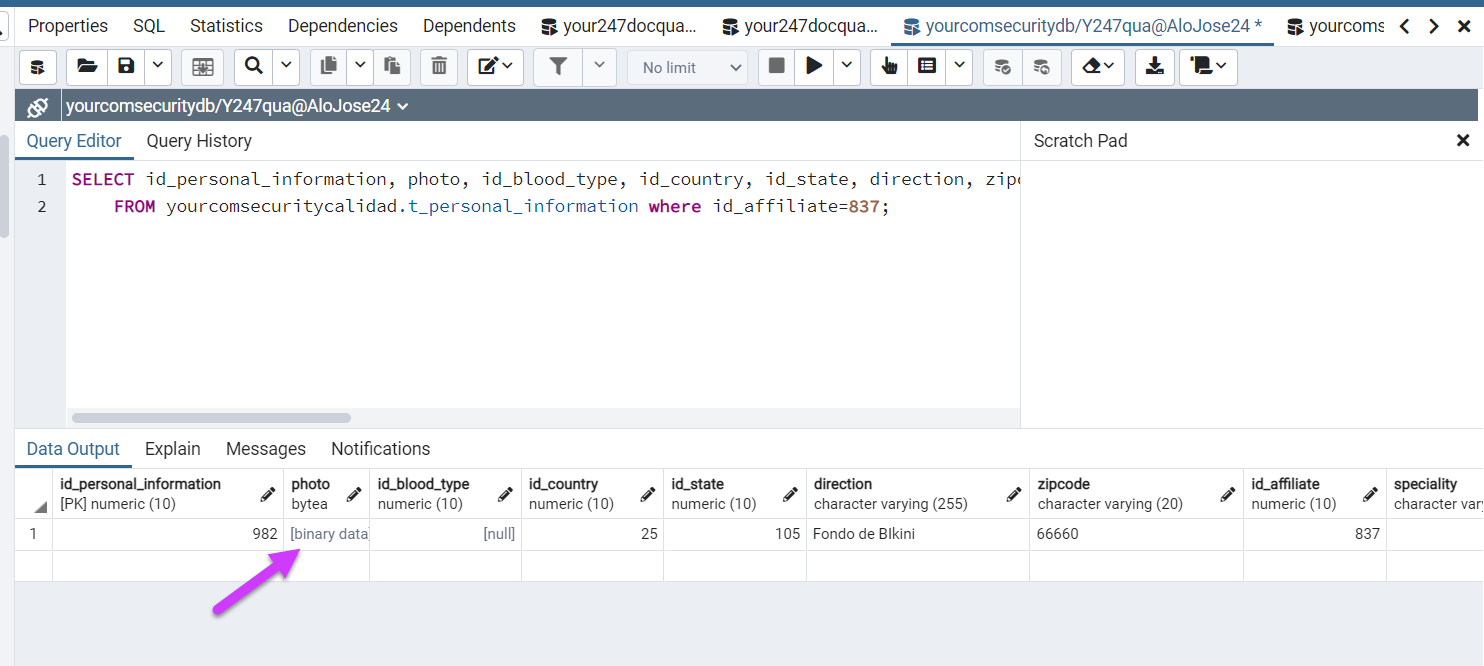 Properties SQL Statistics Dependencies Dependents your247docqua... your247docqua... yourcomsecuritydb/Y247qua@AloJose24 * yourcoms
No limit
yourcomsecuritydb/Y247qua@AloJose24
Query Editor Query History Scratch Pad
1 SELECT id_personal_information, photo, id_blood_type, id_country, id_state, direction, zipc
2 FROM yourcomsecuritycalidad.t_personal_information where id_affiliate=837;
Data Output Explain Messages Notifications
id_personal_information photo id_blood_type id_country id_state direction zipcode id_affiliate speciality
[PK] numeric (10) bytea numeric (10) numeric (10) numeric (10) character varying (255) character varying (20) numeric (10) character var
1 982 [binary data] [null] 25 105 Fondo de BIkini 66660 837